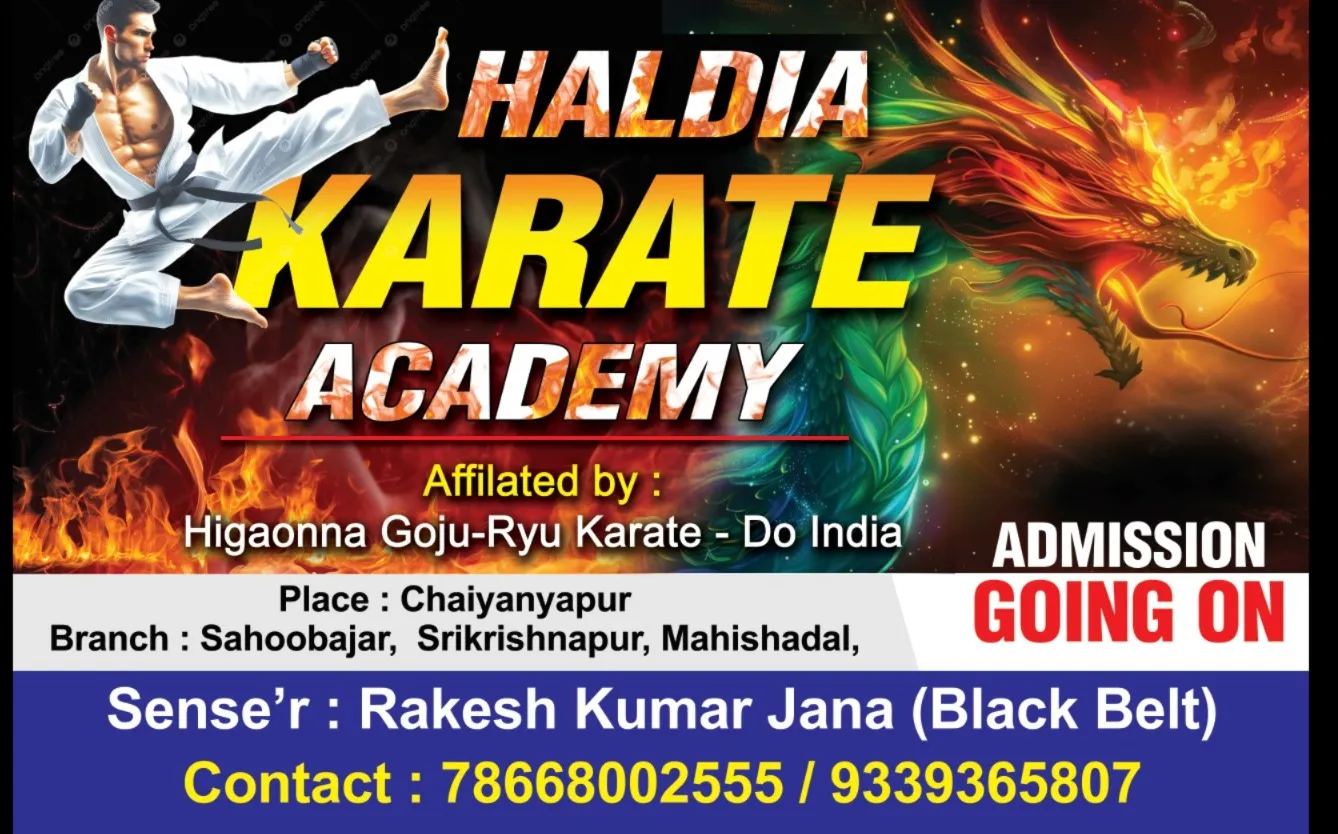 HALDIA
KARATE
ACADEMY
Affilated by :
Higaonna Goju-Ryu Karate - Do India
ADMISSION
GOING ON
Place : Chaiyanyapur
Branch : Sahoobajar, Srikrishnapur, Mahishadal,
Sense'r : Rakesh Kumar Jana (Black Belt)
Contact : 78668002555 / 9339365807